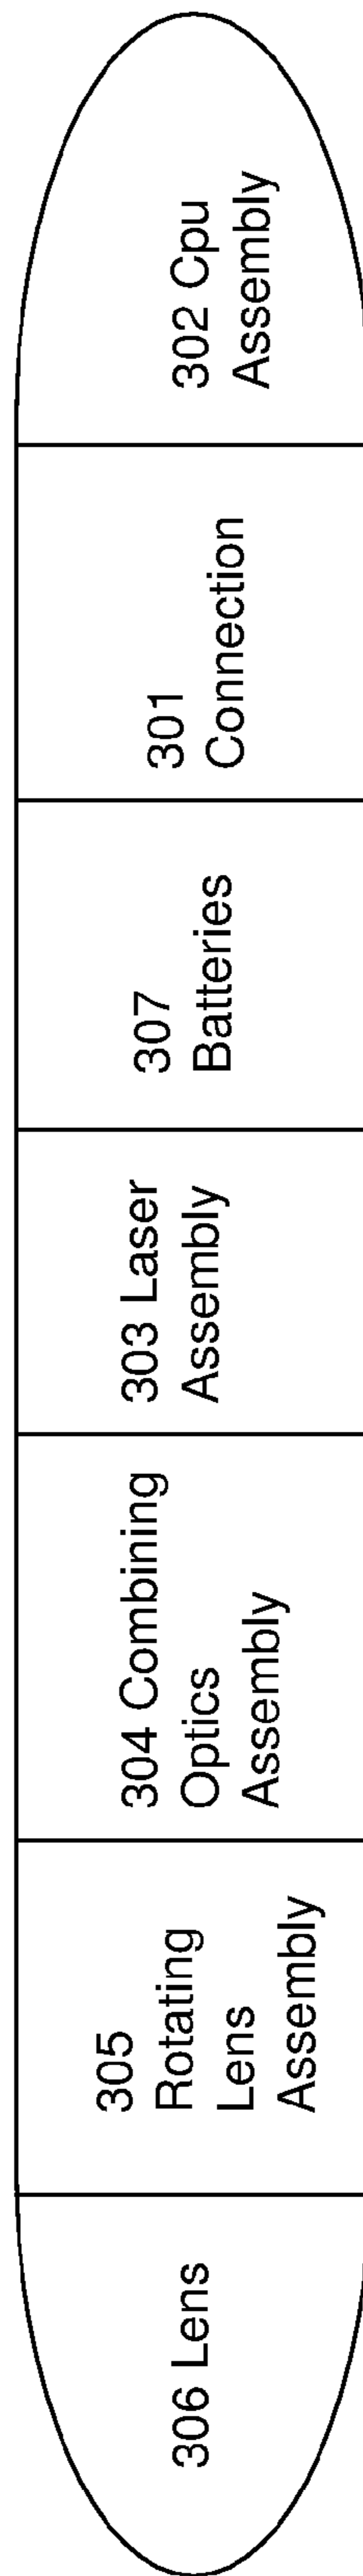 306 Lens
305
Rotating
Lens
Assembly
304 Combining
Optics
Assembly
303 Laser
Assembly
307
Batteries
301
Connection
302 Cpu
Assembly